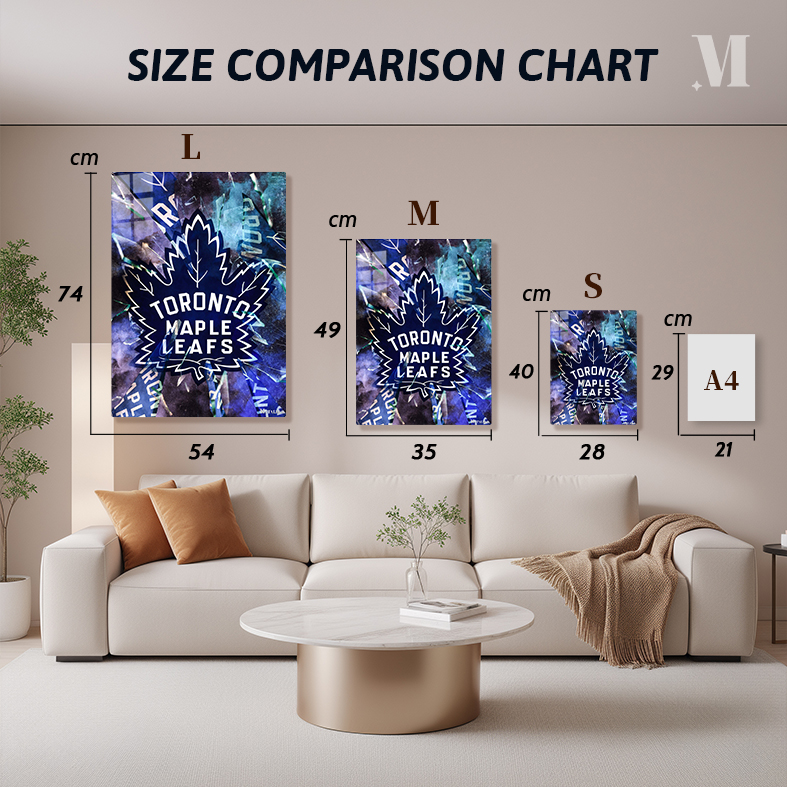 SIZE COMPARISON CHART
M
L
cm
74
54
TORONTO
MAPLE
LEAFS
M
cm
49
35
TORONTO
MAPLE
LEAFS
S
cm
40
28
TORONTO
MAPLE
LEAFS
cm
29
A4
21